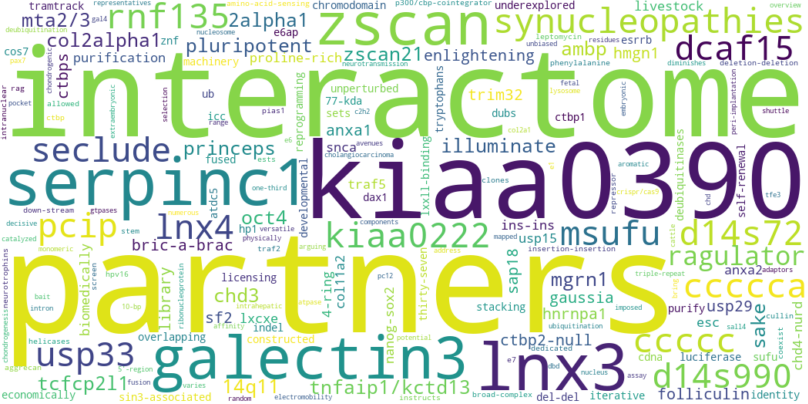 tramtrack gal4 rnf135 amino-acid-sensing chromodomain p300/cbp-cointegrator underexplored livestock representatives overview
deubiquitination mta2/3 2alpha1 zscan synucleopathies nucleosome unbiased leptomycin residues deletion-deletion
cos7 znf e6ap col2alpha1 pluripotent enlightening ambp esrrb hmgn1 dcaf15
sox7 ctbps purification machinery proline-rich zscan21 neurotransmission phenylalanine diminishes lysosome
interactome
intranuclear rag pocket allowed ctbp chondrogenic extraembryonic selection range reprogramming unperturbed 77-kda sets icc ub pias1 trim32 dubs tryptophans c2h2 ctbp1 fetal embryonic peri-implantation shuttle
seclude princeps anxa1 illuminate col2a1 e6
serpinc1 kiaa0390
fused ests snca avenues cholangiocarcinoma lxxll-binding clones deubiquitinases aromatic repressor crispr/cas9 chd self-renewal tfe3
atdc5 one-third developmental traf5 dax1 e1
down-stream gtpases decisive numerous stem hp1 versatile physically components
pcip lnx4 oct4 kiaa0222 ins-ins usp15 mapped msufu d14s72
catalyzed monomeric bric-a-brac traf2 arguing insertion-insertion rattle address ragulator
partners
neurotrophins chondrogenesis hpv16 screen biomedically library licensing chd3 4-ring col11a2 thirty-seven nanog-sox2 sap18 mgrn1 gaussia anxa2 adaptors triple-repeat ccccca
bait intron 10-bp sf2 lxcxe ribonucleoprotein intrahepatic atpase pc12 stacking hnrnpa1 purify usp29 imposed cullin
helicases overlapping indel affinity ctbp2-null esc sake ccccc sall4 chd4-nurd
usp33 galectin3 lnx3 cdna luciferase sufu d14s990
aggrecan tcfcp2l1 constructed 5'-region potential ubiquitination dedicated dbd nucleus coexist
economically fusion varies 14q11 tnfaip1/kctd13 e7 del-del iterative folliculin identity
sin3-associated random electromobility instructs broad-complex assay